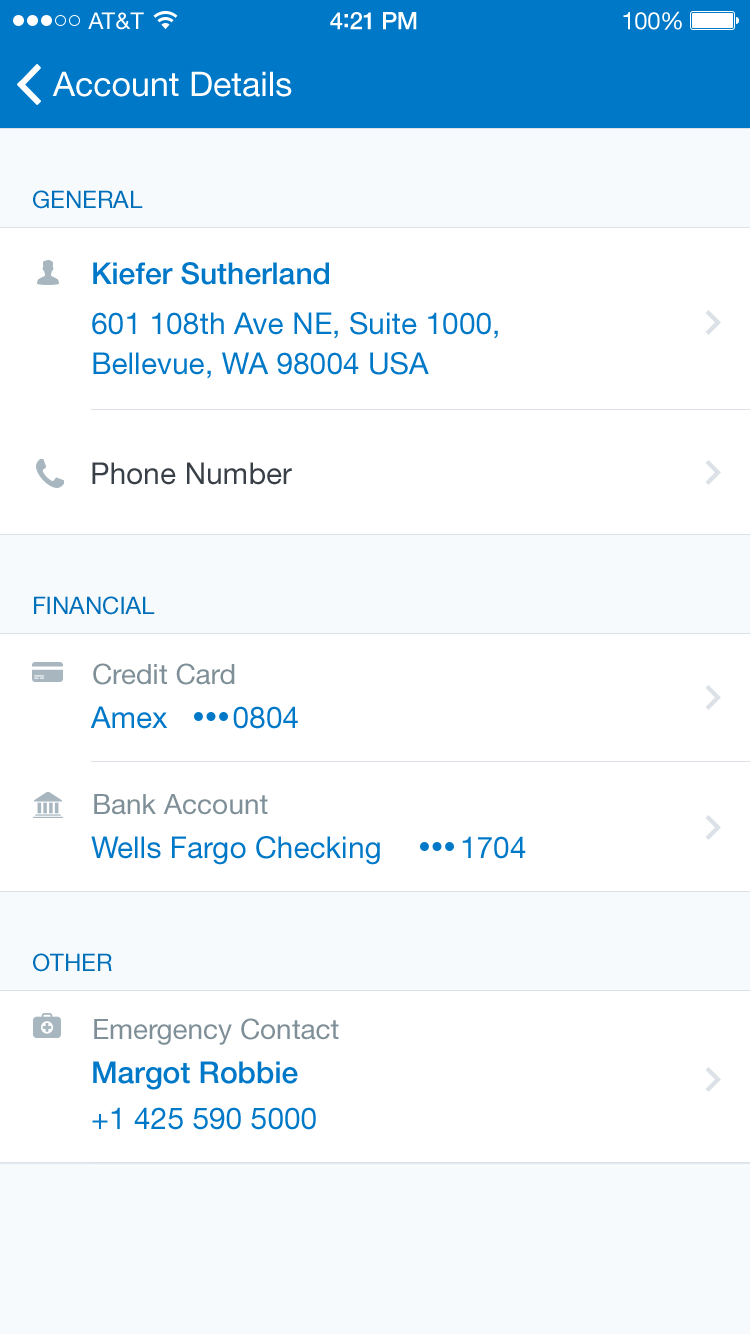 AT&T 4:21 PM 100%
Account Details
GENERAL
Kiefer Sutherland
601 108th Ave NE, Suite 1000,
Bellevue, WA 98004 USA
Phone Number
FINANCIAL
Credit Card
Amex •••0804
Bank Account
Wells Fargo Checking •••1704
OTHER
Emergency Contact
Margot Robbie
+1 425 590 5000